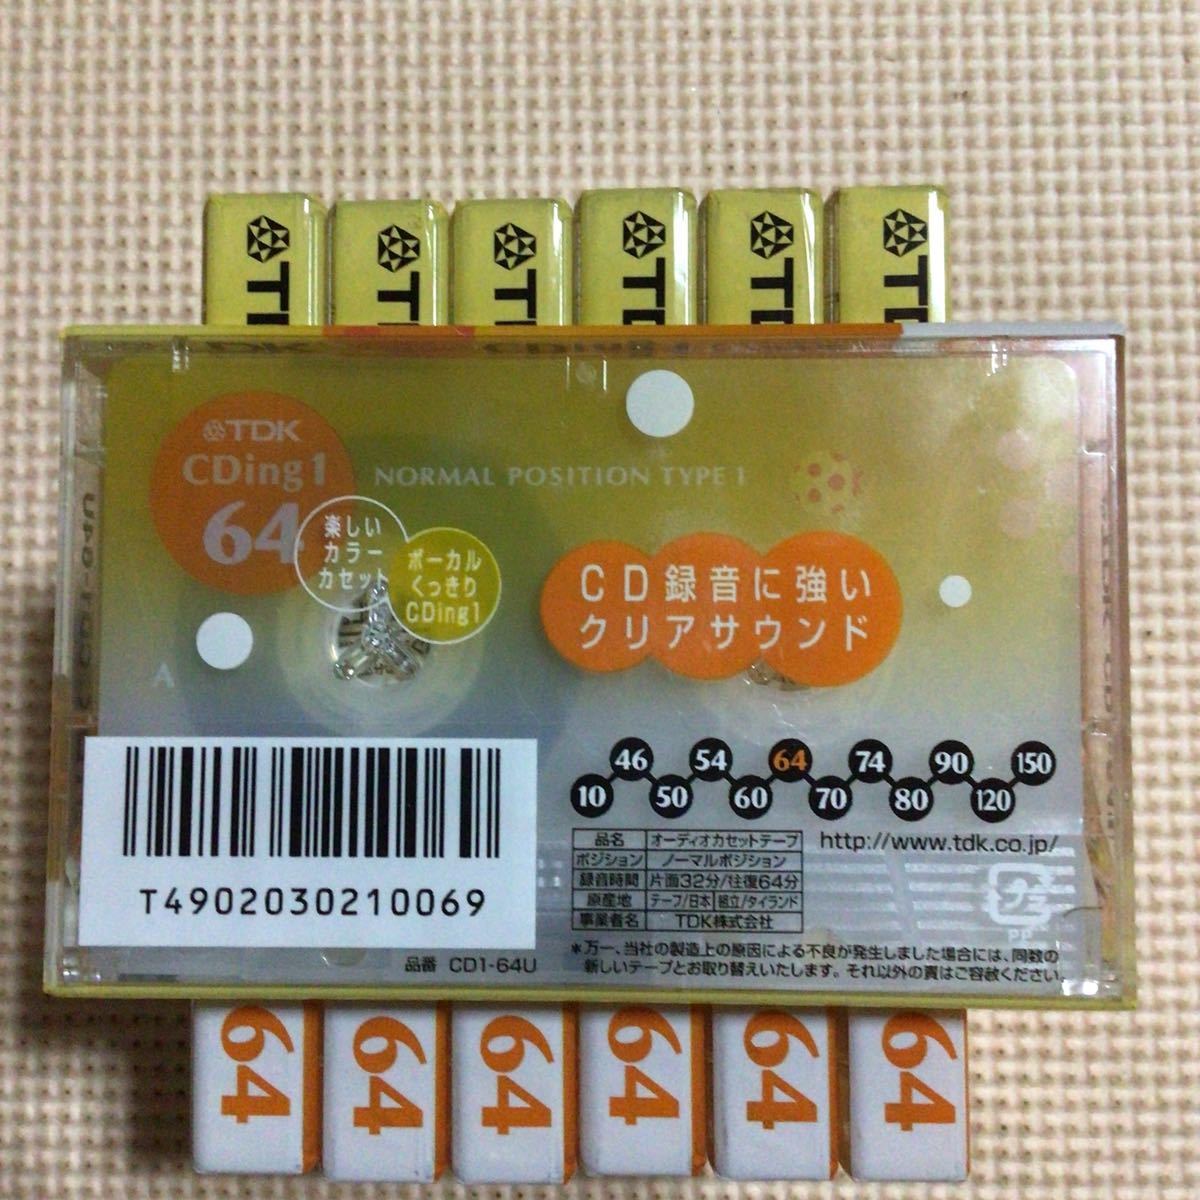 TDK
TDK
TDK
TDK
CDing1
64
NORMAL POSITION TYPE I
楽しい
カラー
カセット
ボーカル
くっきり
CDing1
CD録音に強い
クリアサウンド
A
46 54 64 74 90 150
10 50 60 70 80 120
T4902030210069
品番 CD1-64U
品名 オーディオカセットテープ
ポジション ノーマルポジション
録音時間 片面32分/往復64分
原産地 テープ/日本 組立/タイランド
事業者名 TDK株式会社
http://www.tdk.co.jp/
プラ
PP
*万一、当社の製造上の原因による不良が発生しました場合には、同数の
新しいテープとお取り替えいたします。それ以外の責はご容赦ください。
64
64
64
64
64
64